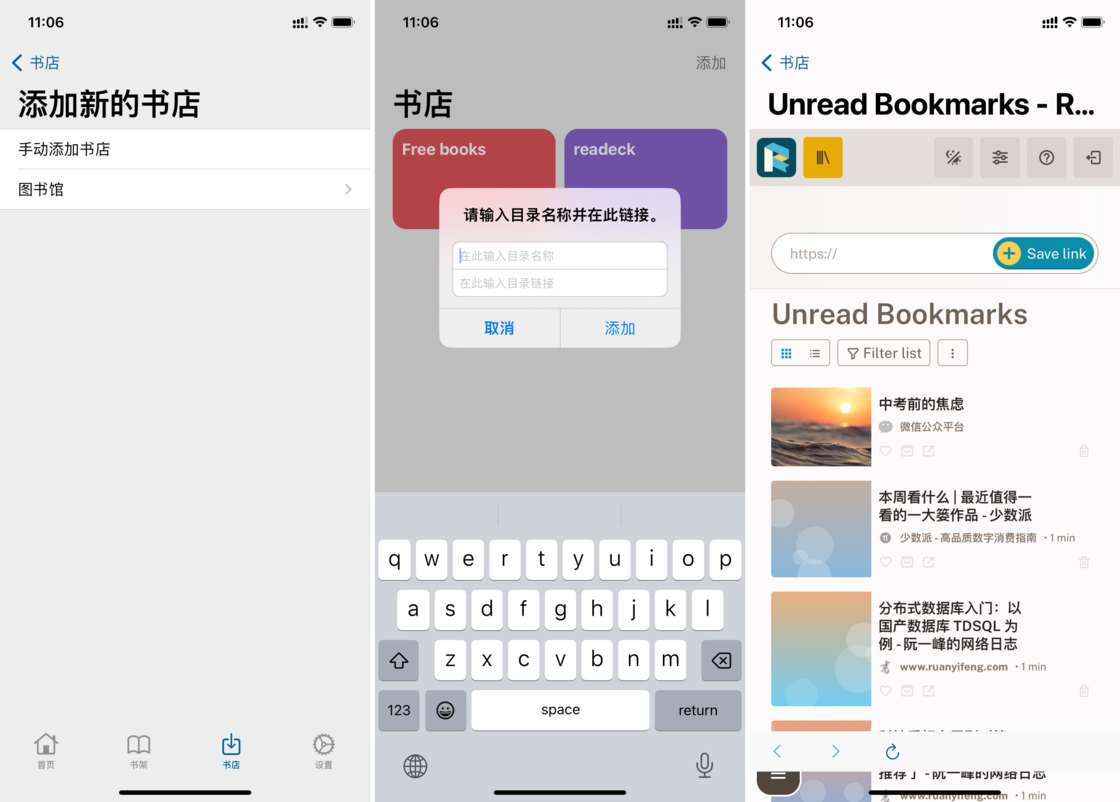 11:06
书店
添加新的书店
手动添加书店
图书馆
首页
书架
书店
设置
11:06
添加
书店
Free books
readeck
请输入目录名称并在此链接。
在此输入目录名称
在此输入目录链接
取消
添加
q w e r t y u i o p
a s d f g h j k l
z x c v b n m
123
space
return
11:06
书店
Unread Bookmarks - R...
https://
Save link
Unread Bookmarks
Filter list
中考前的焦虑
微信公众平台
本周看什么 | 最近值得一
看的一大篓作品 - 少数派
少数派 - 高品质数字消费指南 · 1 min
分布式数据库入门：以
国产数据库 TDSQL 为
例 - 阮一峰的网络日志
www.ruanyifeng.com · 1 min
推荐了 - 阮一峰的网络日志
www.ruanyifeng.com · 1 min